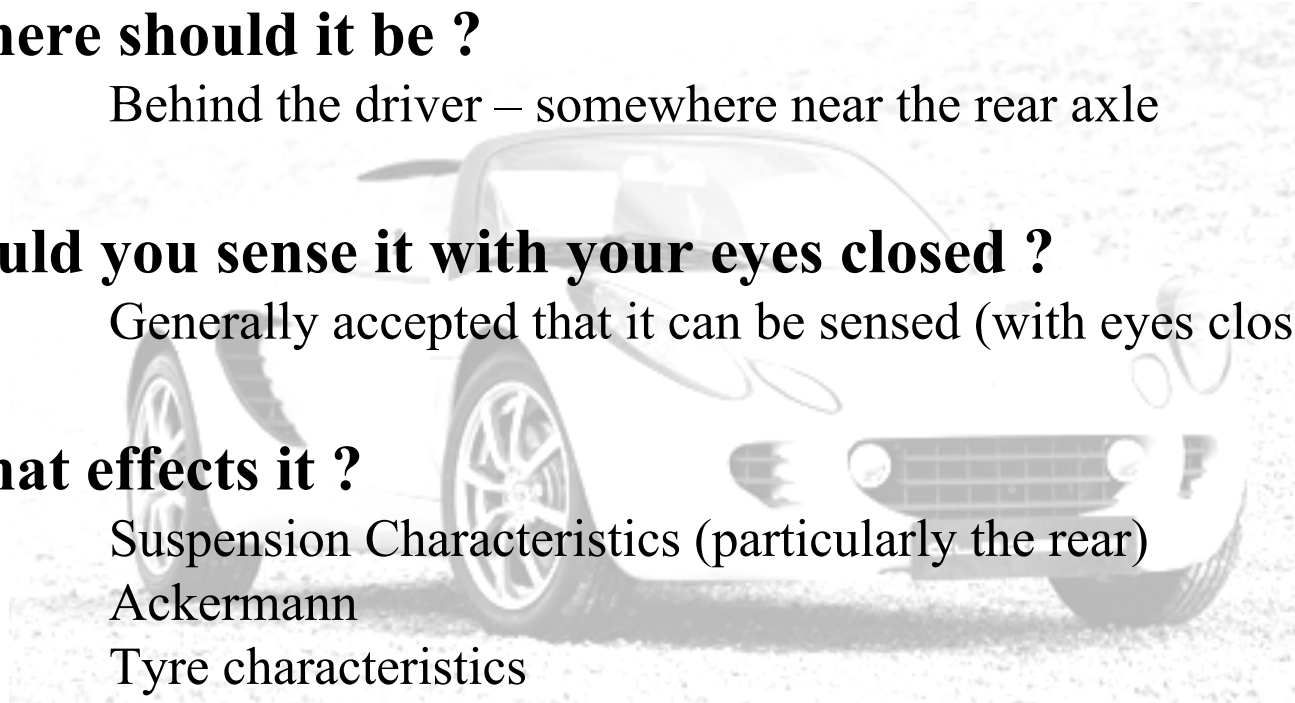 here should it be ?
Behind the driver – somewhere near the rear axle
uld you sense it with your eyes closed ?
Generally accepted that it can be sensed (with eyes clos
hat effects it ?
Suspension Characteristics (particularly the rear)
Ackermann
Tyre characteristics